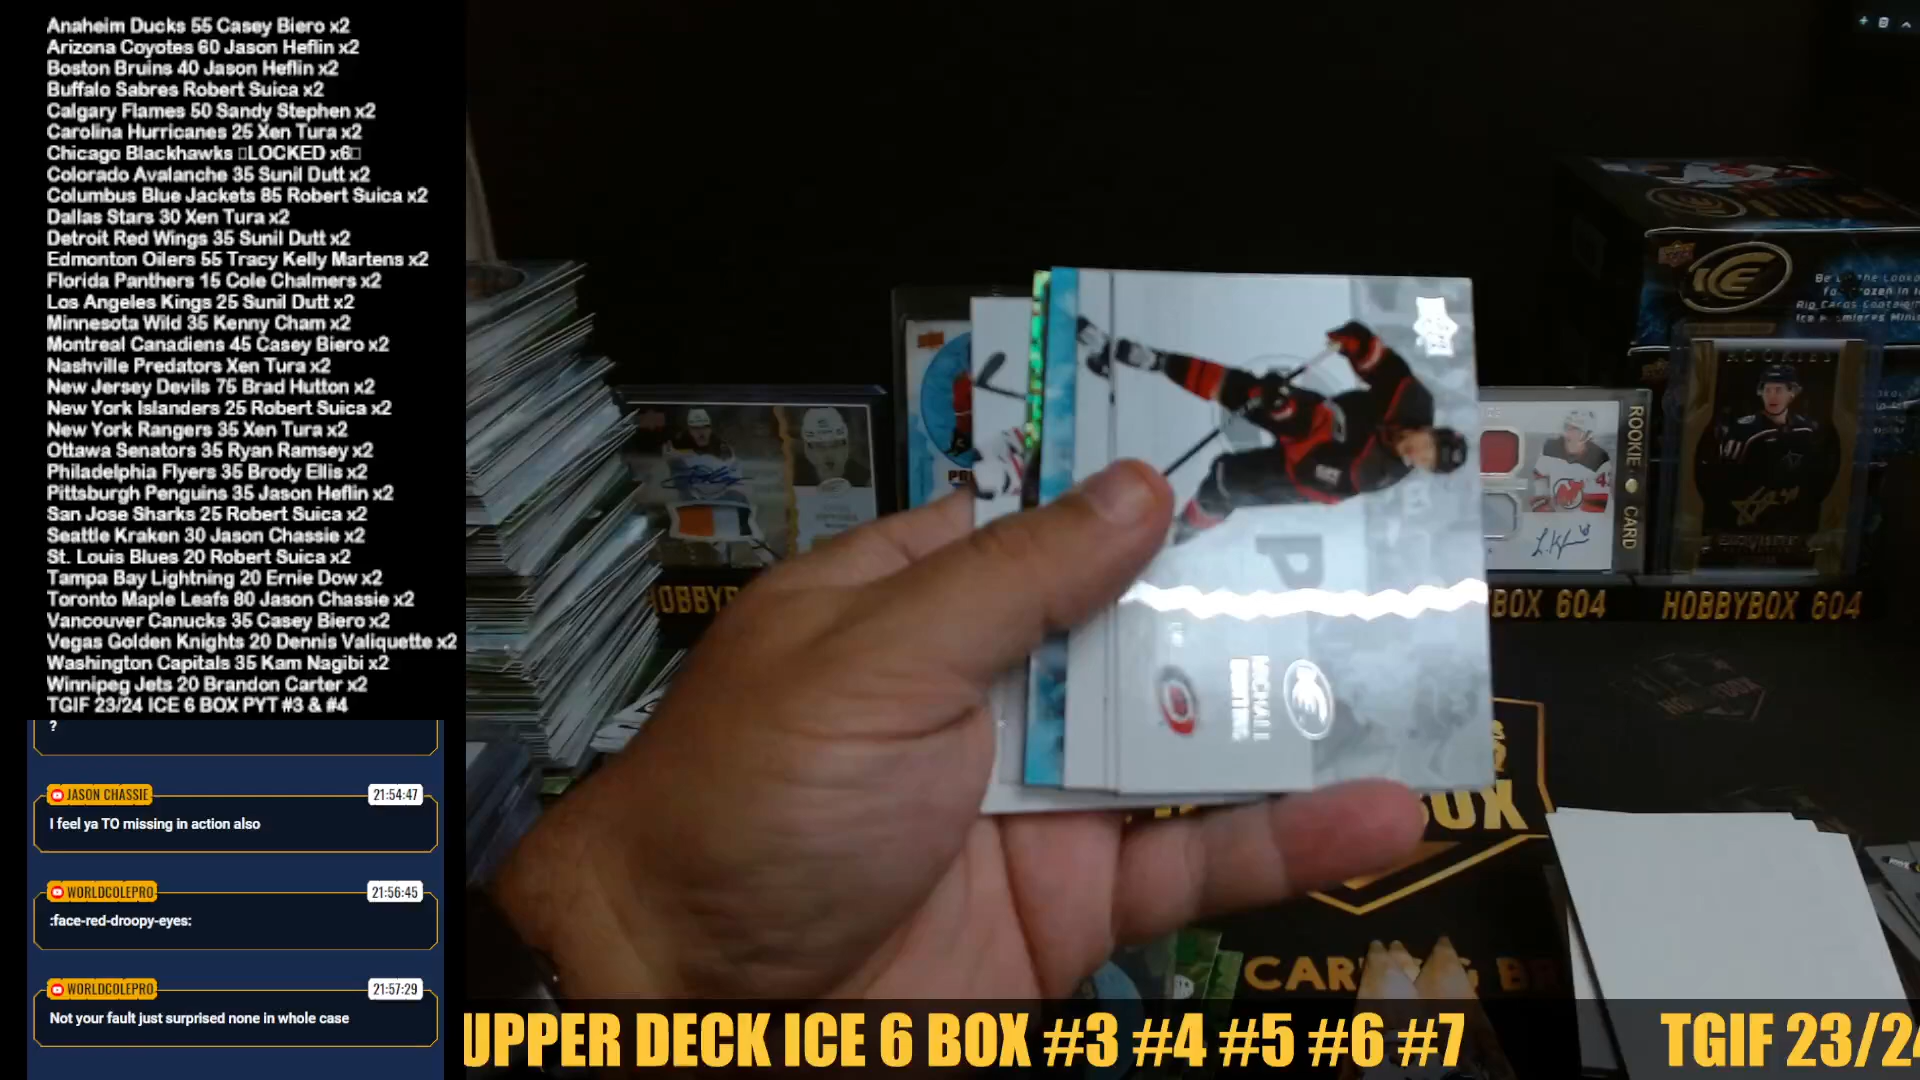 Anaheim Ducks 55 Casey Biero x2
Arizona Coyotes 60 Jason Heflin x2
Boston Bruins 40 Jason Heflin x2
Buffalo Sabres Robert Suica x2
Calgary Flames 50 Sandy Stephen x2
Carolina Hurricanes 25 Xen Tura x2
Chicago Blackhawks LOCKED x6
Colorado Avalanche 35 Sunil Dutt x2
Columbus Blue Jackets 85 Robert Suica x2
Dallas Stars 30 Xen Tura x2
Detroit Red Wings 35 Sunil Dutt x2
Edmonton Oilers 55 Tracy Kelly Martens x2
Florida Panthers 15 Cole Chalmers x2
Los Angeles Kings 25 Sunil Dutt x2
Minnesota Wild 35 Kenny Cham x2
Montreal Canadiens 45 Casey Biero x2
Nashville Predators Xen Tura x2
New Jersey Devils 75 Brad Hutton x2
New York Islanders 25 Robert Suica x2
New York Rangers 35 Xen Tura x2
Ottawa Senators 35 Ryan Ramsey x2
Philadelphia Flyers 35 Brody Ellis x2
Pittsburgh Penguins 35 Jason Heflin x2
San Jose Sharks 25 Robert Suica x2
Seattle Kraken 30 Jason Chassie x2
St. Louis Blues 20 Robert Suica x2
Tampa Bay Lightning 20 Ernie Dow x2
Toronto Maple Leafs 80 Jason Chassie x2
Vancouver Canucks 35 Casey Biero x2
Vegas Golden Knights 20 Dennis Valiquette x2
Washington Capitals 35 Kam Nagibi x2
Winnipeg Jets 20 Brandon Carter x2
TGIF 23/24 ICE 6 BOX PYT #3 & #4
?
JASON CHASSIE 21:54:47
I feel ya TO missing in action also
WORLDCOLEPRO 21:56:45
:face-red-droopy-eyes:
WORLDCOLEPRO 21:57:29
Not your fault just surprised none in whole case
ICE
ROOKIES
ROOKIE CARD
BOX 604
HOBBYBOX 604
MICHAEL BUNTING
ICE
UPPER DECK ICE 6 BOX #3 #4 #5 #6 #7
TGIF 23/24